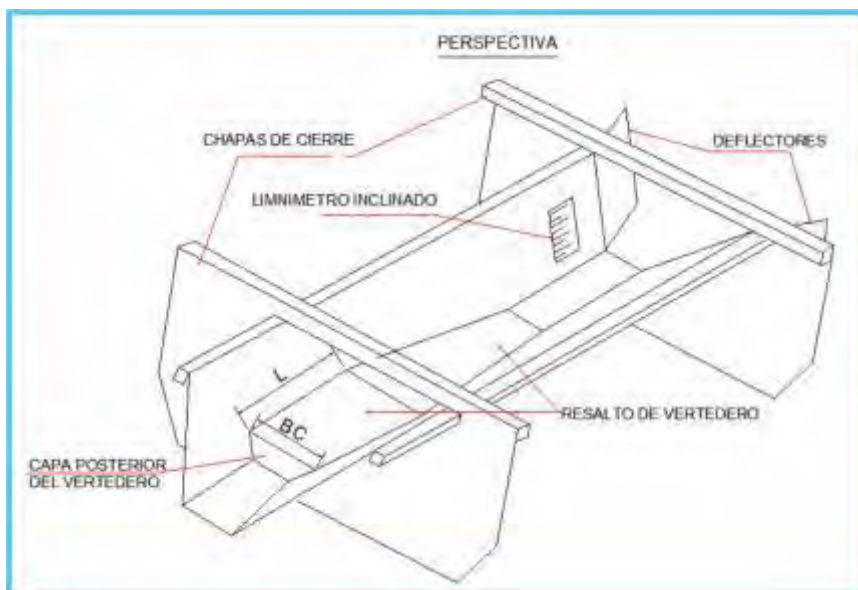 PERSPECTIVA
CHAPAS DE CIERRE
DEFLECTORES
LIMNIMETRO INCLINADO
L
BC
RESALTO DE VERTEDERO
CAPA POSTERIOR
DEL VERTEDERO